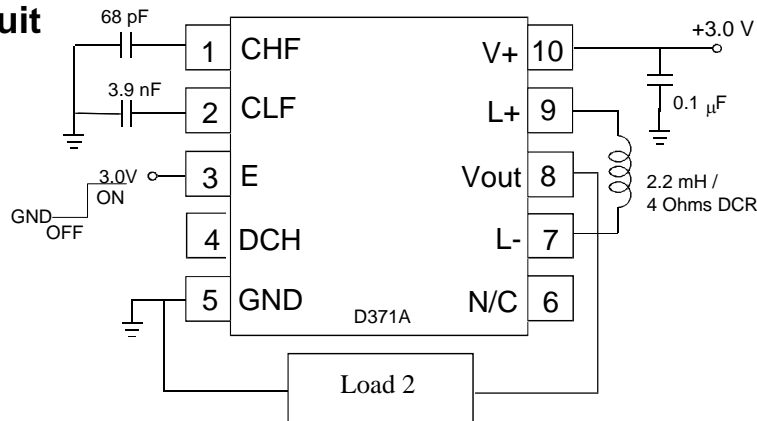 uit
68 pF
3.9 nF
1 CHF
2 CLF
3 E
4 DCH
5 GND
3.0V
ON
GND
OFF
V+ 10
L+ 9
Vout 8
L- 7
N/C 6
D371A
+3.0 V
0.1 μF
2.2 mH /
4 Ohms DCR
Load 2